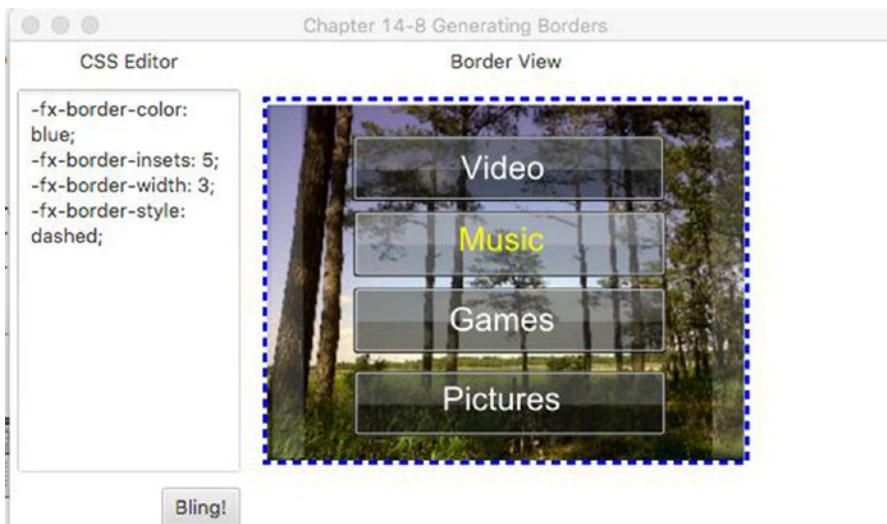 Chapter 14-8 Generating Borders
CSS Editor
Border View
-fx-border-color:
blue;
-fx-border-insets: 5;
-fx-border-width: 3;
-fx-border-style:
dashed;
Video
Music
Games
Pictures
Bling!